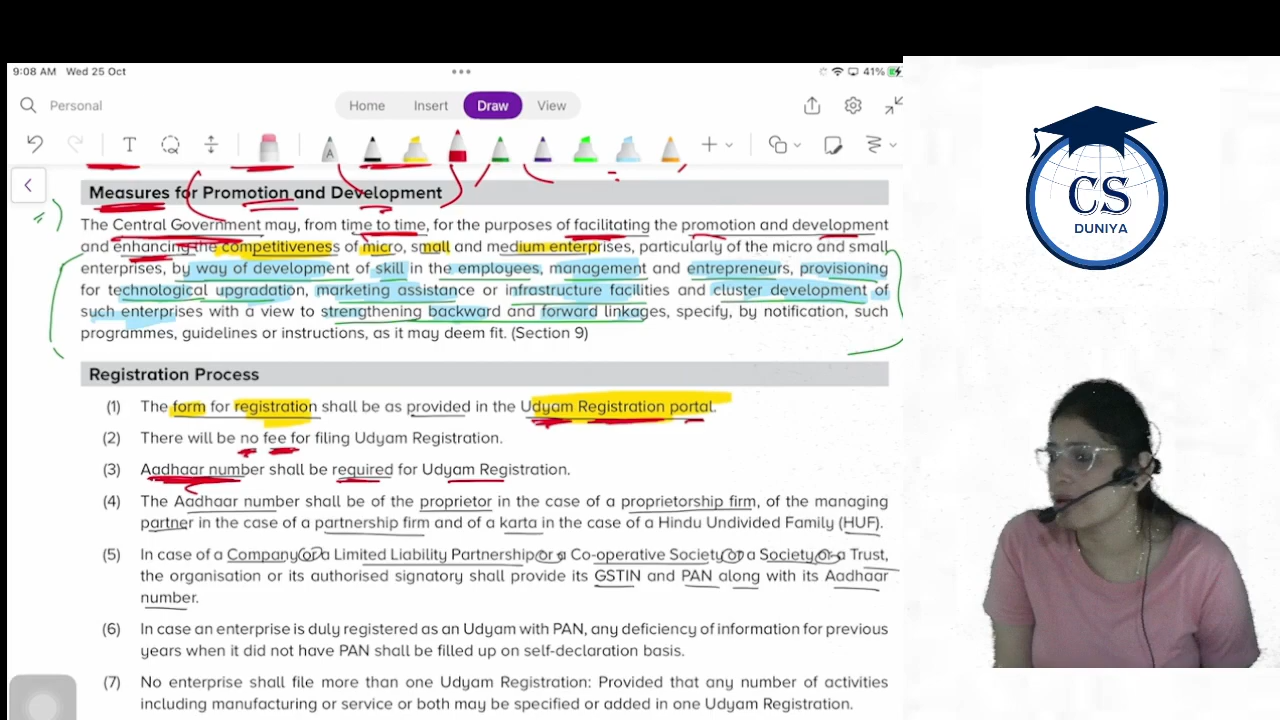 9:08 AM Wed 25 Oct
41%
Personal
Home Insert Draw View
T
A
CS
DUNIYA
Measures for Promotion and Development
The Central Government may, from time to time, for the purposes of facilitating the promotion and development
and enhancing the competitiveness of micro, small and medium enterprises, particularly of the micro and small
enterprises, by way of development of skill in the employees, management and entrepreneurs, provisioning
for technological upgradation, marketing assistance or infrastructure facilities and cluster development of
such enterprises with a view to strengthening backward and forward linkages, specify, by notification, such
programmes, guidelines or instructions, as it may deem fit. (Section 9)
Registration Process
(1) The form for registration shall be as provided in the Udyam Registration portal.
(2) There will be no fee for filing Udyam Registration.
(3) Aadhaar number shall be required for Udyam Registration.
(4) The Aadhaar number shall be of the proprietor in the case of a proprietorship firm, of the managing
partner in the case of a partnership firm and of a karta in the case of a Hindu Undivided Family (HUF).
(5) In case of a Company or a Limited Liability Partnership or a Co-operative Society or a Society or a Trust,
the organisation or its authorised signatory shall provide its GSTIN and PAN along with its Aadhaar
number.
(6) In case an enterprise is duly registered as an Udyam with PAN, any deficiency of information for previous
years when it did not have PAN shall be filled up on self-declaration basis.
(7) No enterprise shall file more than one Udyam Registration: Provided that any number of activities
including manufacturing or service or both may be specified or added in one Udyam Registration.